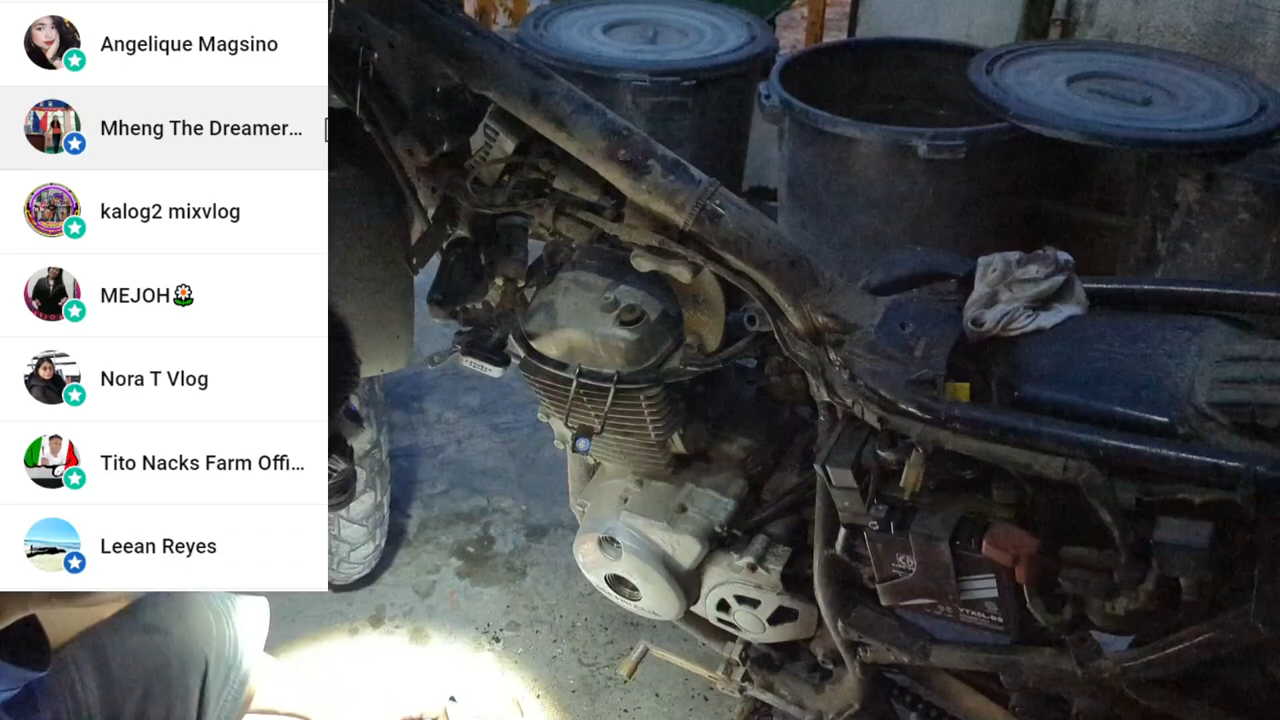 Angelique Magsino
Mheng The Dreamer...
kalog2 mixvlog
MEJOH🌼
Nora T Vlog
Tito Nacks Farm Offi...
Leean Reyes